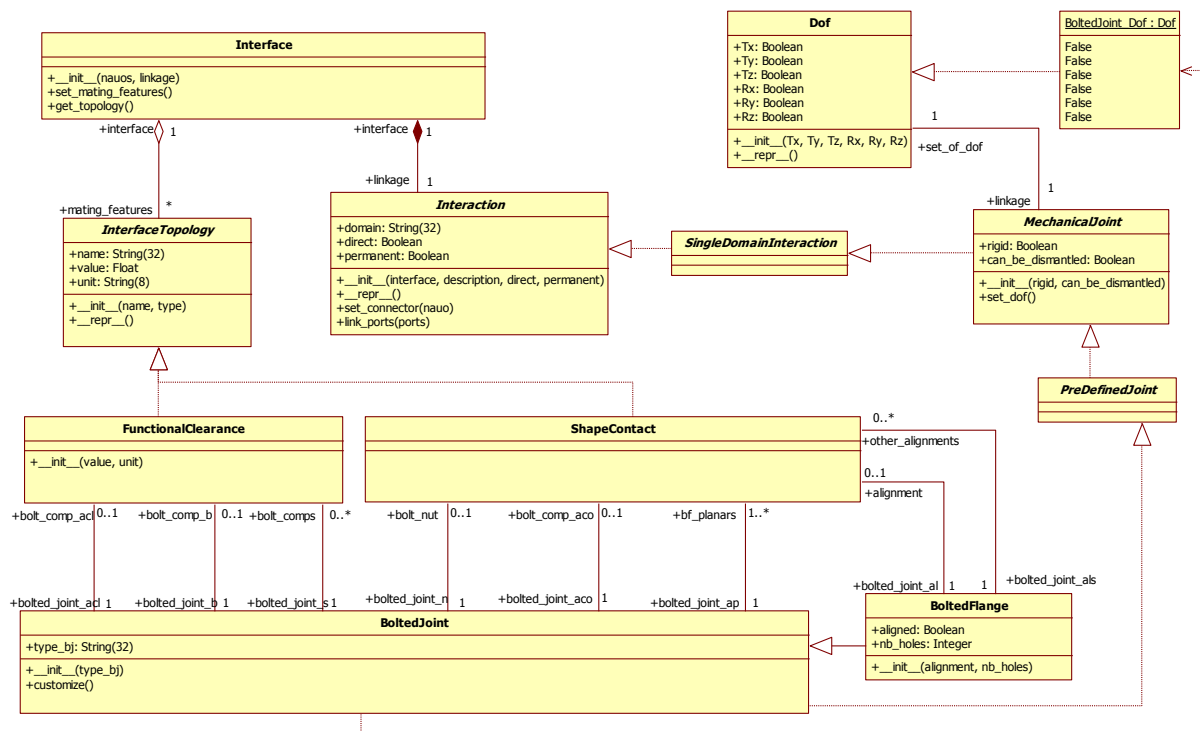 Interface
+__init__(nauos, linkage)
+set_mating_features()
+get_topology()
+interface
1
+interface
1
Dof
+Tx: Boolean
+Ty: Boolean
+Tz: Boolean
+Rx: Boolean
+Ry: Boolean
+Rz: Boolean
+__init__(Tx, Ty, Tz, Rx, Ry, Rz)
+__repr__()
BoltedJoint_Dof : Dof
False
False
False
False
False
False
1
+set_of_dof
1
+linkage
+linkage
1
+mating_features
*
InterfaceTopology
+name: String(32)
+value: Float
+unit: String(8)
+__init__(name, type)
+__repr__()
Interaction
+domain: String(32)
+direct: Boolean
+permanent: Boolean
+__init__(interface, description, direct, permanent)
+__repr__()
+set_connector(nauo)
+link_ports(ports)
SingleDomainInteraction
MechanicalJoint
+rigid: Boolean
+can_be_dismantled: Boolean
+__init__(rigid, can_be_dismantled)
+set_dof()
PreDefinedJoint
FunctionalClearance
+__init__(value, unit)
ShapeContact
0..*
+other_alignments
0..1
+alignment
+bolt_comp_acl
0..1
+bolt_comp_b
0..1
+bolt_comps
0..*
+bolt_nut
0..1
+bolt_comp_aco
0..1
+bf_planars
1..*
+bolted_joint_acl
1
+bolted_joint_b
1
+bolted_joint_s
1
+bolted_joint_n
1
+bolted_joint_aco
1
+bolted_joint_ap
1
+bolted_joint_al
1
1
+bolted_joint_als
BoltedJoint
+type_bj: String(32)
+__init__(type_bj)
+customize()
BoltedFlange
+aligned: Boolean
+nb_holes: Integer
+__init__(alignment, nb_holes)